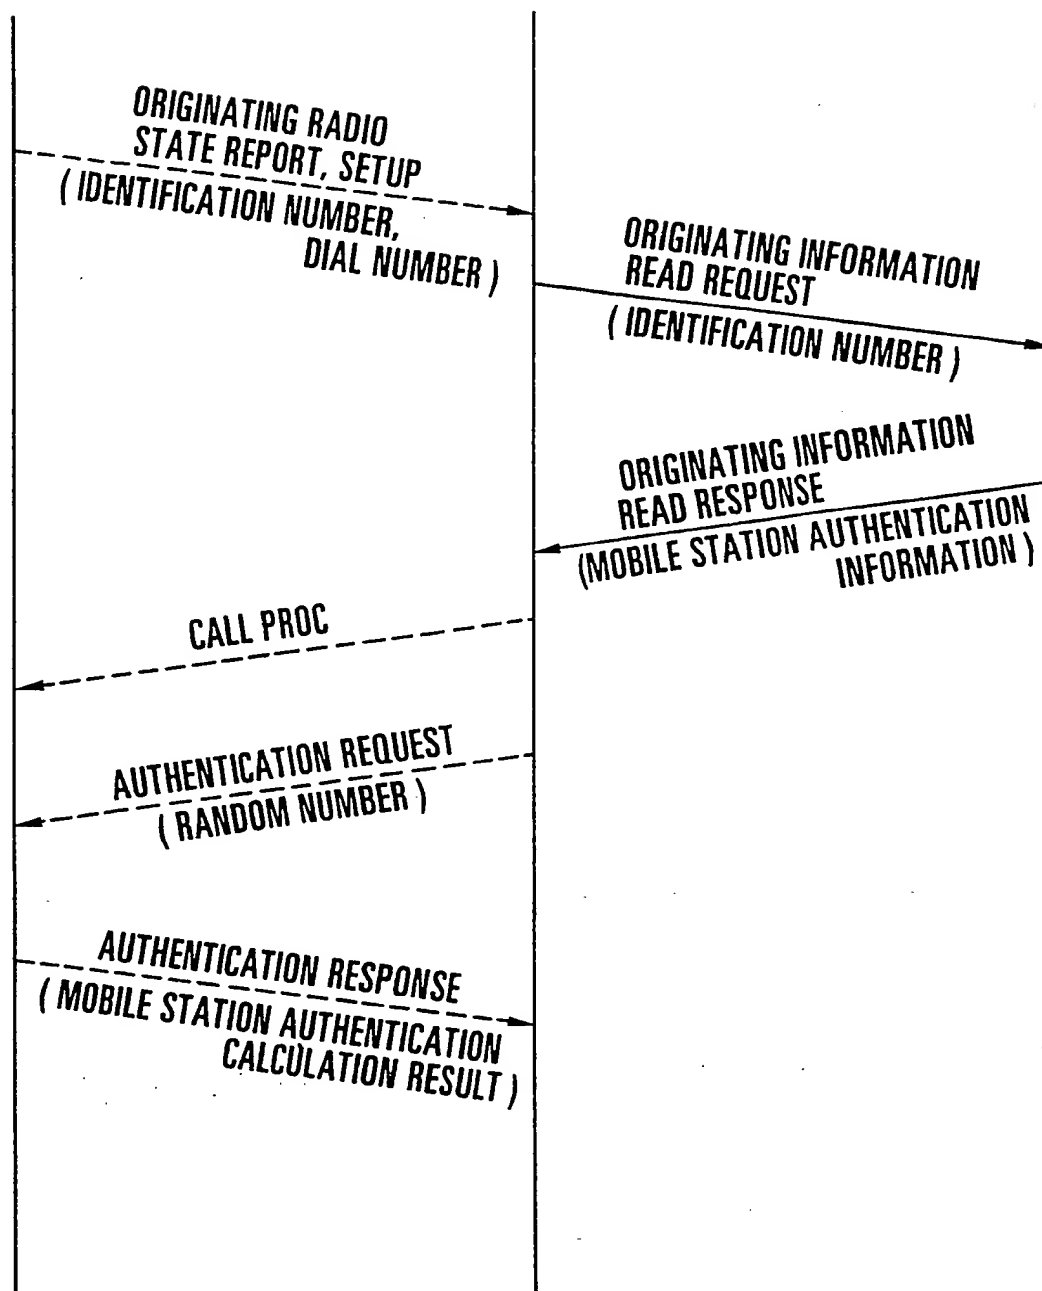 ORIGINATING RADIO
STATE REPORT, SETUP
( IDENTIFICATION NUMBER,
DIAL NUMBER )
ORIGINATING INFORMATION
READ REQUEST
( IDENTIFICATION NUMBER )
ORIGINATING INFORMATION
READ RESPONSE
(MOBILE STATION AUTHENTICATION
INFORMATION )
CALL PROC
AUTHENTICATION REQUEST
( RANDOM NUMBER )
AUTHENTICATION RESPONSE
( MOBILE STATION AUTHENTICATION
CALCULATION RESULT )